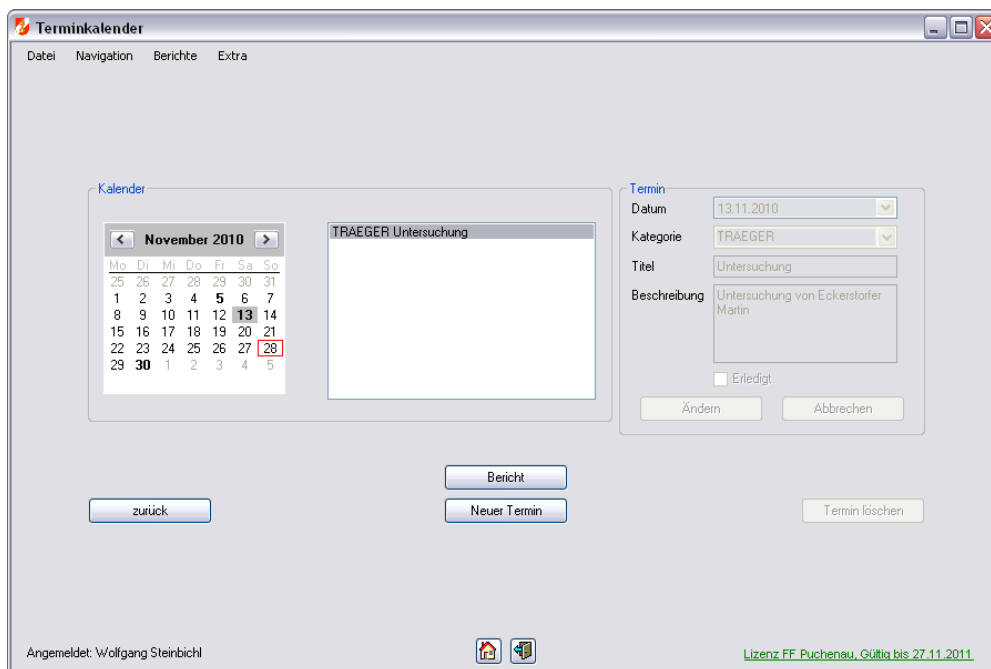 Terminkalender
Datei Navigation Berichte Extra
Kalender
November 2010
Mo Di Mi Do Fr Sa So
25 26 27 28 29 30 31
1 2 3 4 5 6 7
8 9 10 11 12 13 14
15 16 17 18 19 20 21
22 23 24 25 26 27 28
29 30 1 2 3 4 5
TRAEGER Untersuchung
Termin
Datum 13.11.2010
Kategorie TRAEGER
Titel Untersuchung
Beschreibung Untersuchung von Eckerstorfer
Martin
Erledigt
Ändern Abbrechen
Bericht
zurück Neuer Termin Termin löschen
Angemeldet: Wolfgang Steinbichl
Lizenz FF Puchenau, Gültig bis 27.11.2011